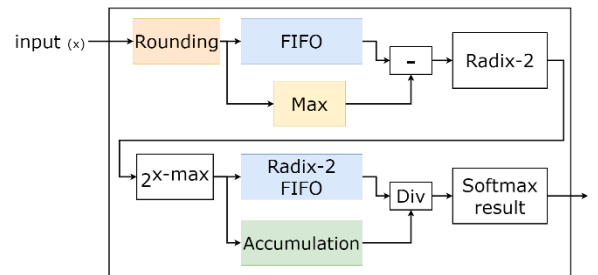 input (x)
Rounding
FIFO
-
Radix-2
Max
2x-max
Radix-2
FIFO
Div
Softmax
result
Accumulation